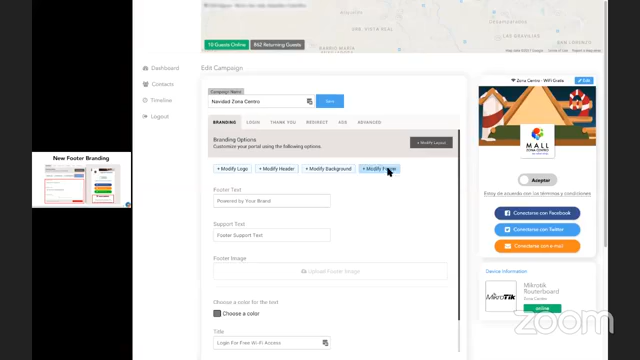 10 Guests Online
862 Returning Guests
Dashboard
Contacts
Timeline
Logout
Edit Campaign
Campaign Name
Navidad Zona Centro
Save
BRANDING
LOGIN
THANK YOU
REDIRECT
ADS
ADVANCED
Branding Options
Customize your portal using the following options.
+ Modify Layout
+ Modify Logo
+ Modify Header
+ Modify Background
+ Modify Footer
Footer Text
Powered by Your Brand
Support Text
Footer Support Text
Footer Image
Upload Footer Image
Choose a color for the text
Choose a color
Title
Login For Free Wi-Fi Access
New Footer Branding
Zona Centro - WiFi Gratis
Edit
MALL
ZONA CENTRO
Aceptar
Estoy de acuerdo con los términos y condiciones
Conectarse con Facebook
Conectarse con Twitter
Conectarse con e-mail
Device Information
MikroTik
Mikrotik
Routerboard
Zona Centro
online
zoom